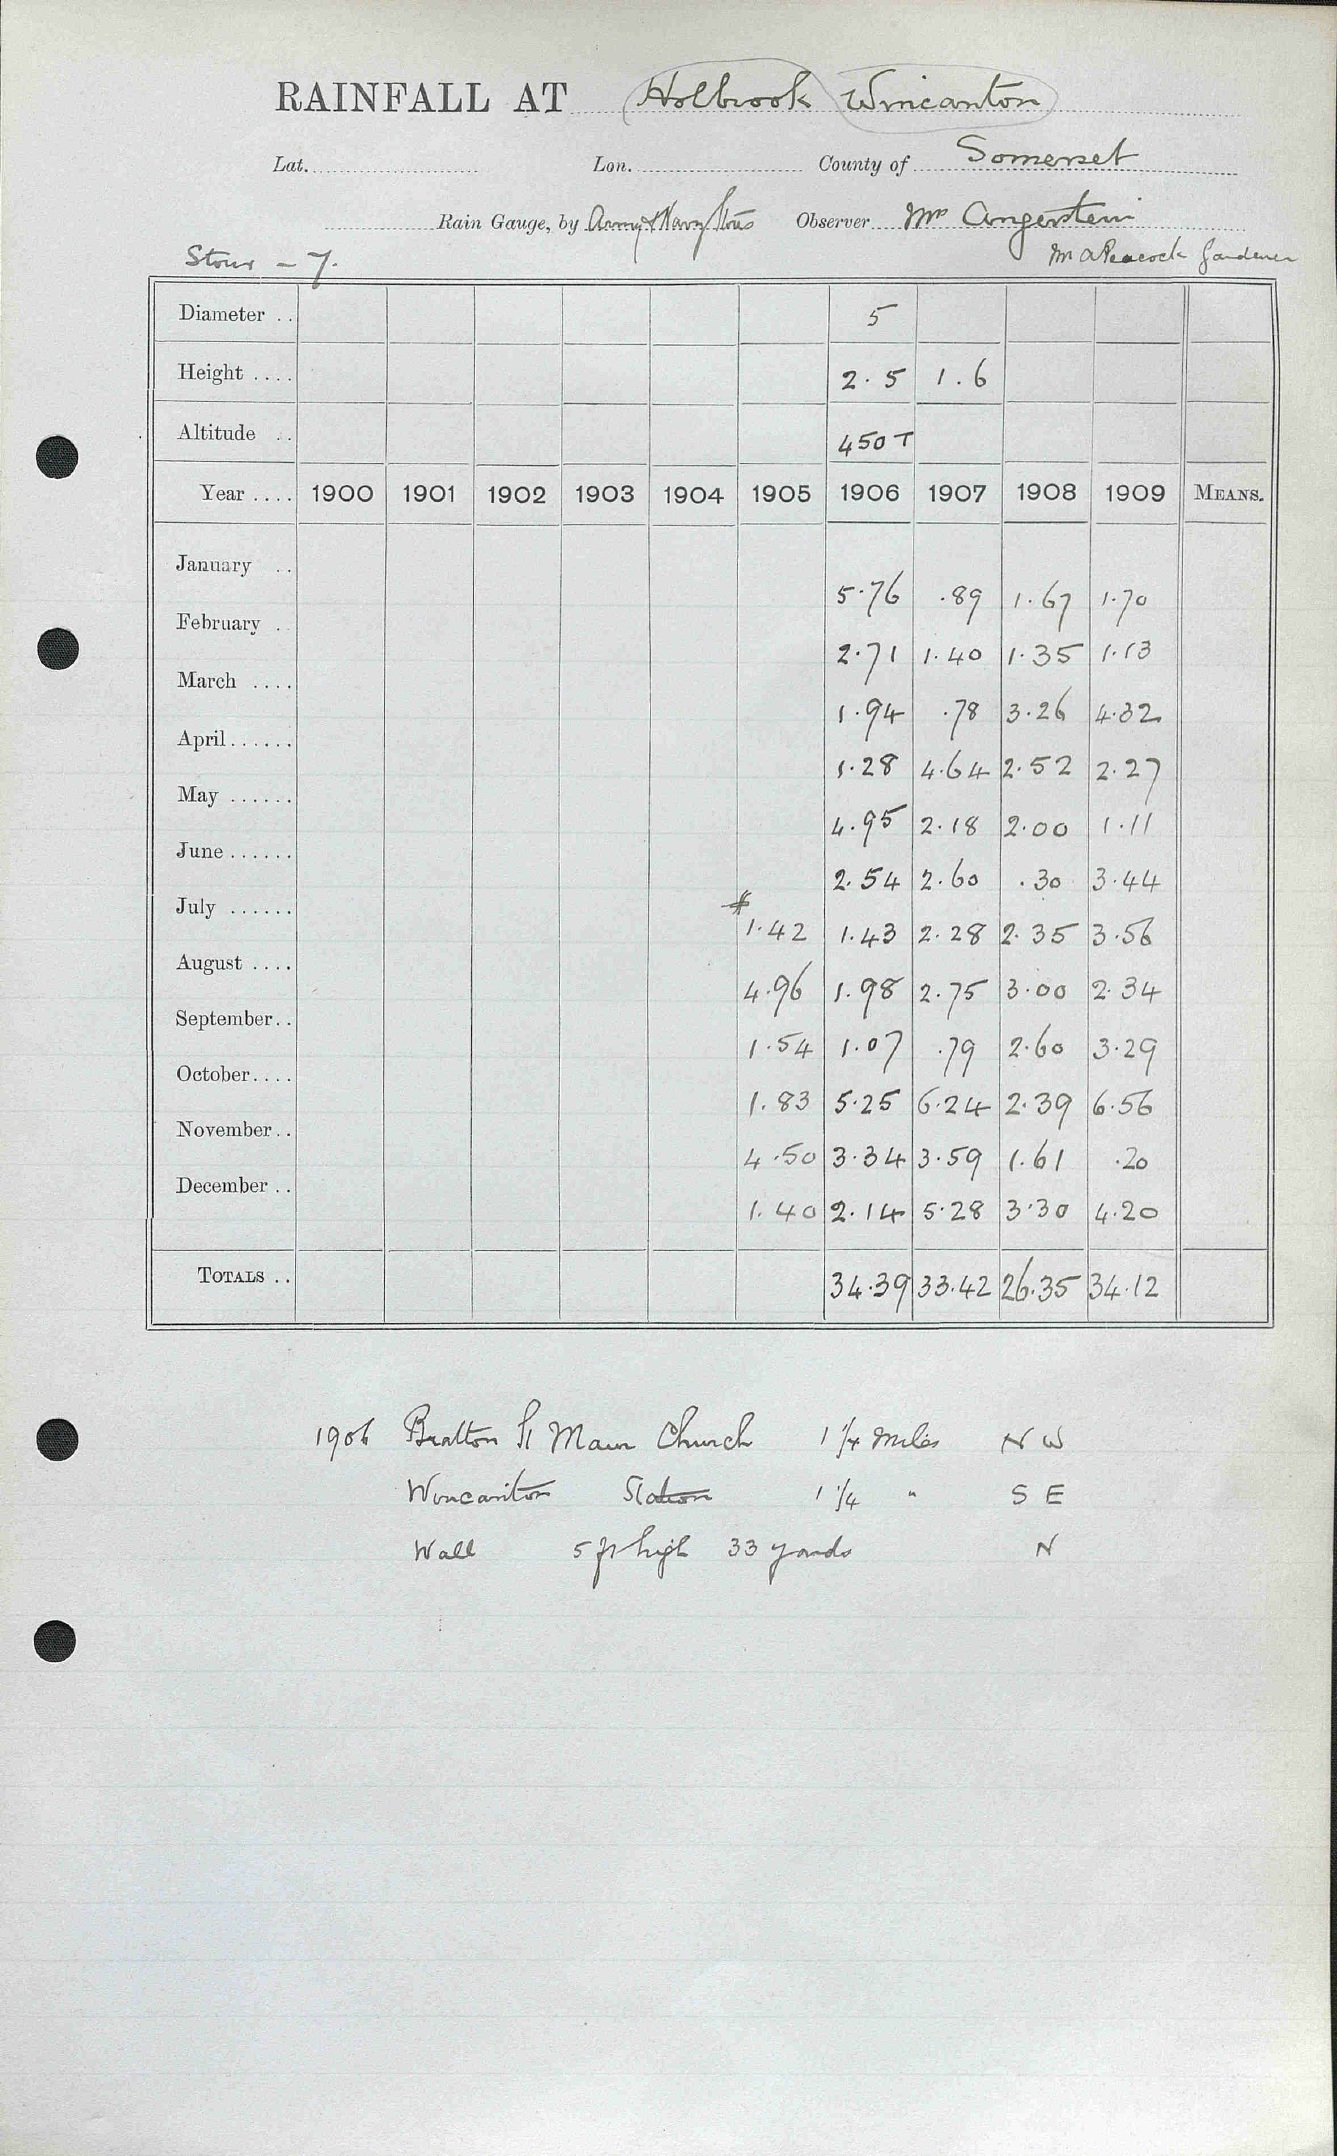 RAINFALL AT Holbrook Wincanton
Lat. Lon. County of Somerset
Rain Gauge, by Army & Navy Stores Observer Mrs Angerstein
Stour - 7. Mr A Peacock Gardener
Diameter .. 5
Height .... 2.5 1.6
Altitude .. 450 T
Year .... 1900 1901 1902 1903 1904 1905 1906 1907 1908 1909 MEANS.
January .. 5.76 .89 1.67 1.70
February . 2.71 1.40 1.35 1.13
March .... 1.94 .78 3.26 4.32
April ...... 1.28 4.64 2.52 2.27
May ...... 4.95 2.18 2.00 1.11
June ...... 2.54 2.60 .30 3.44
July ...... 1.42 1.43 2.28 2.35 3.56
August .... 4.96 1.98 2.75 3.00 2.34
September.. 1.54 1.07 .79 2.60 3.29
October.... 1.83 5.25 6.24 2.39 6.56
November.. 4.50 3.34 3.59 1.61 .20
December .. 1.40 2.14 5.28 3.30 4.20
TOTALS .. 34.39 33.42 26.35 34.12
1906 Bratton St Maur Church 1 1/4 miles N W
Wincanton Station 1 1/4 " S E
Wall 5 ft high 33 yards N